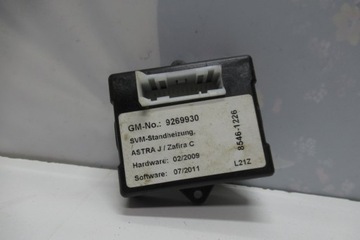 GM-No.: 9269930
SVM-Standheizung,
ASTRA J / Zafira C
Hardware: 02/2009
Software: 07/2011
L21Z
8546-1226